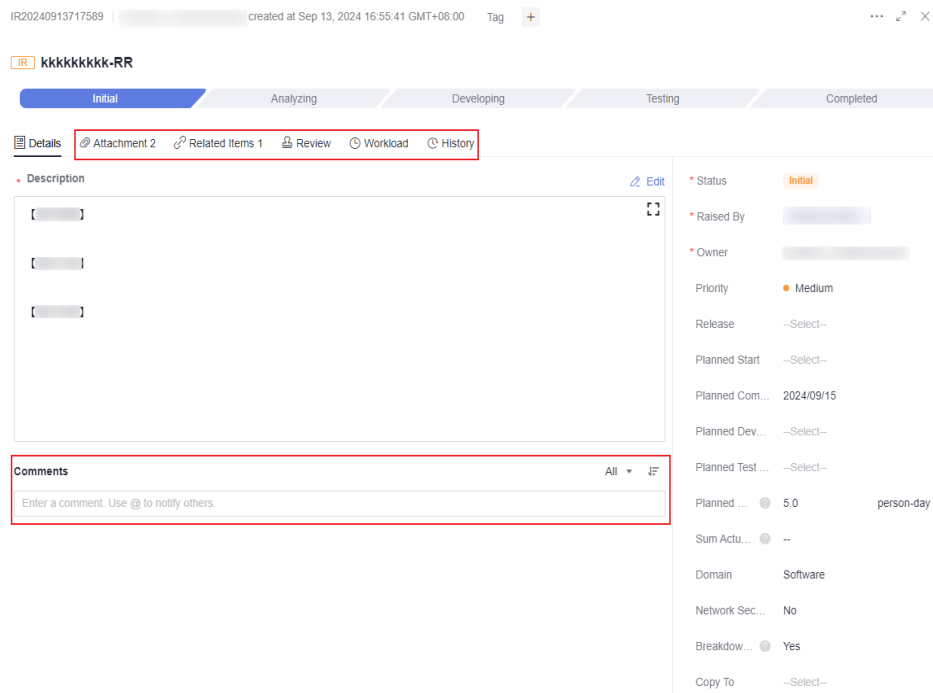 IR20240913717589 created at Sep 13, 2024 16:55:41 GMT+08:00 Tag +
IR kkkkkkkkk-RR
Initial Analyzing Developing Testing Completed
Details Attachment 2 Related Items 1 Review Workload History
* Description Edit
【 】
【 】
【 】
Comments All
Enter a comment. Use @ to notify others.
* Status Initial
* Raised By
* Owner
Priority Medium
Release --Select--
Planned Start --Select--
Planned Com... 2024/09/15
Planned Dev... --Select--
Planned Test ... --Select--
Planned ... 5.0 person-day
Sum Actu... --
Domain Software
Network Sec... No
Breakdow... Yes
Copy To --Select--